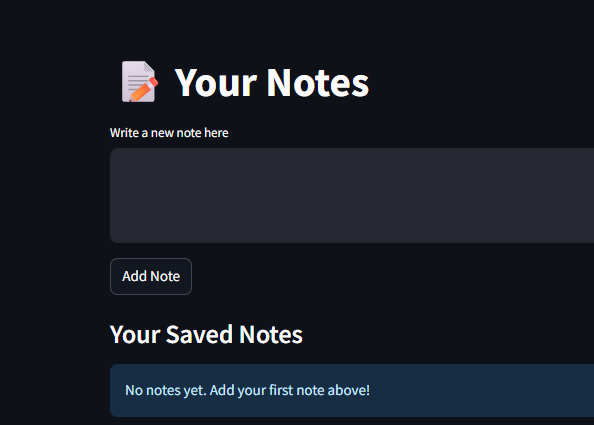 Your Notes
Write a new note here
Add Note
Your Saved Notes
No notes yet. Add your first note above!